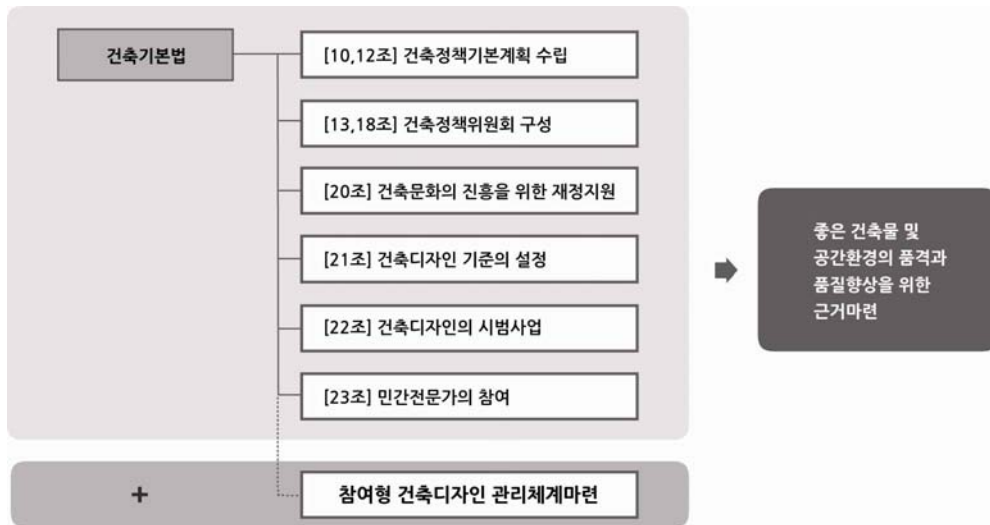 건축기본법
[10,12조] 건축정책기본계획 수립
[13,18조] 건축정책위원회 구성
[20조] 건축문화의 진흥을 위한 재정지원
[21조] 건축디자인 기준의 설정
[22조] 건축디자인의 시범사업
[23조] 민간전문가의 참여
+
참여형 건축디자인 관리체계마련
좋은 건축물 및
공간환경의 품격과
품질향상을 위한
근거마련